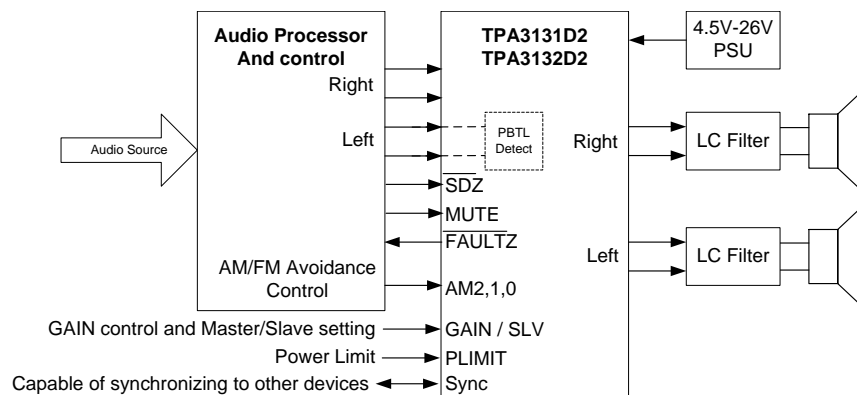 Audio Processor
And control
Right
Left
AM/FM Avoidance
Control
Audio Source
TPA3131D2
TPA3132D2
PBTL
Detect
SDZ
MUTE
FAULTZ
AM2,1,0
GAIN / SLV
PLIMIT
Sync
Right
Left
4.5V-26V
PSU
LC Filter
LC Filter
GAIN control and Master/Slave setting
Power Limit
Capable of synchronizing to other devices